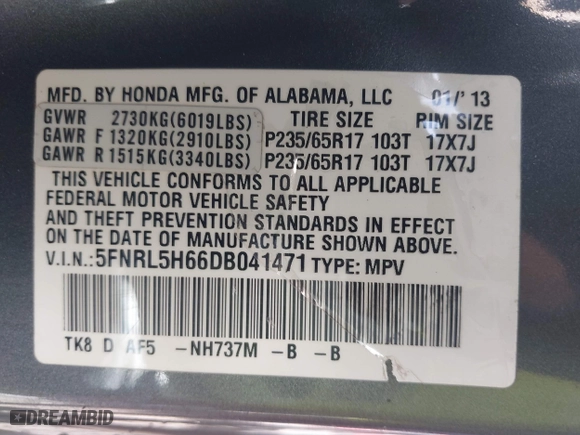 MFD. BY HONDA MFG. OF ALABAMA, LLC 01/'13
GVWR 2730KG(6019LBS) TIRE SIZE RIM SIZE
GAWR F 1320KG(2910LBS) P235/65R17 103T 17X7J
GAWR R 1515KG(3340LBS) P235/65R17 103T 17X7J
THIS VEHICLE CONFORMS TO ALL APPLICABLE
FEDERAL MOTOR VEHICLE SAFETY
AND THEFT PREVENTION STANDARDS IN EFFECT
ON THE DATE OF MANUFACTURE SHOWN ABOVE.
V.I.N.:5FNRL5H66DB041471 TYPE: MPV
TK8 D AF5 -NH737M -B -B
DREAMBID